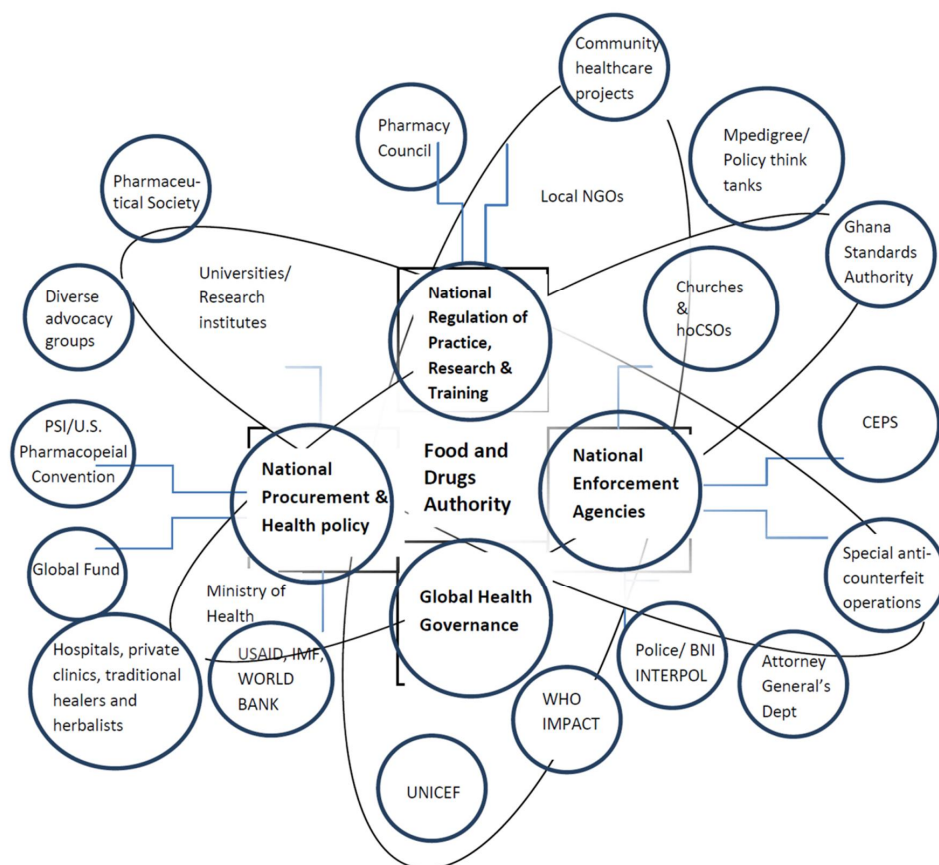 Community
healthcare
projects
Pharmacy
Council
Mpedigree/
Policy think
tanks
Pharmaceu-
tical Society
Local NGOs
Ghana
Standards
Authority
Universities/
Research
institutes
Diverse
advocacy
groups
National
Regulation of
Practice,
Research &
Training
Churches
&
hoCSOs
PSI/U.S.
Pharmacopeial
Convention
CEPS
National
Procurement &
Health policy
Food and
Drugs
Authority
National
Enforcement
Agencies
Global Fund
Special anti-
counterfeit
operations
Ministry of
Health
Global Health
Governance
Hospitals, private
clinics, traditional
healers and
herbalists
USAID, IMF,
WORLD
BANK
Police/ BNI
INTERPOL
Attorney
General's
Dept
WHO
IMPACT
UNICEF